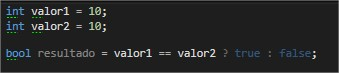 int valor1 = 10;
int valor2 = 10;
bool resultado = valor1 == valor2 ? true : false;